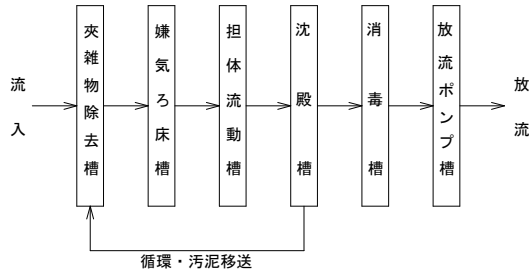 流入
夾雑物除去槽
嫌気ろ床槽
担体流動槽
沈殿槽
消毒槽
放流ポンプ槽
放流
循環・汚泥移送